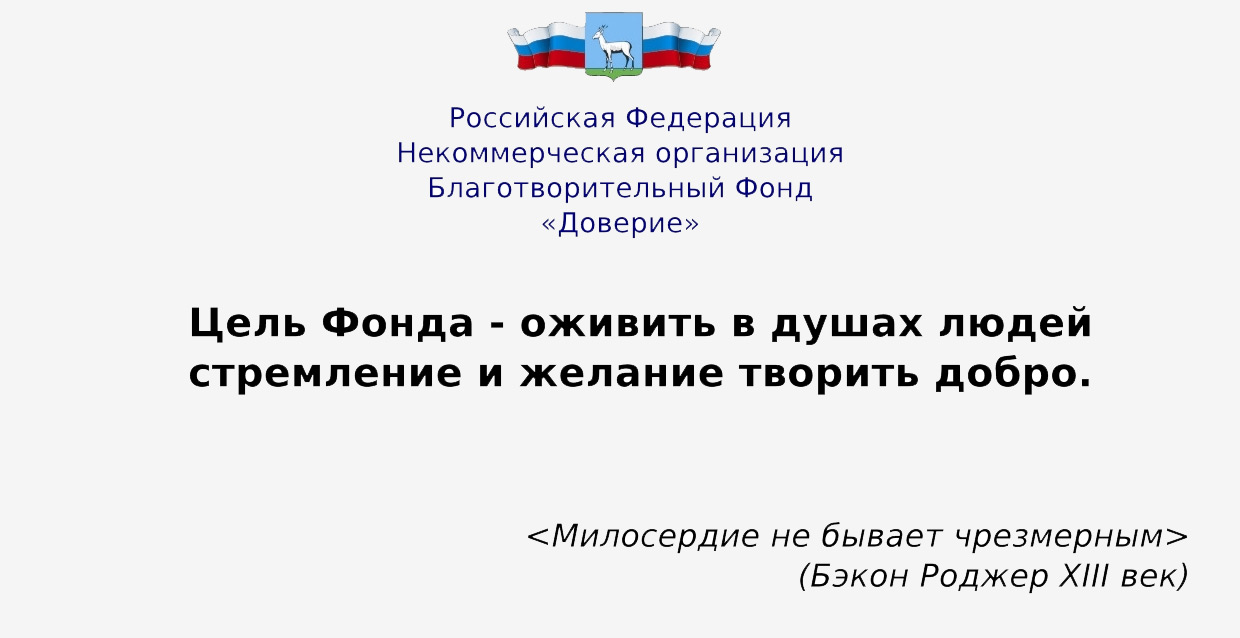 Российская Федерация
Некоммерческая организация
Благотворительный Фонд
«Доверие»
Цель Фонда - оживить в душах людей
стремление и желание творить добро.
<Милосердие не бывает чрезмерным>
(Бэкон Роджер XIII век)